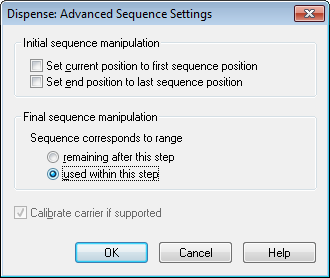 Dispense: Advanced Sequence Settings
Initial sequence manipulation
Set current position to first sequence position
Set end position to last sequence position
Final sequence manipulation
Sequence corresponds to range
remaining after this step
used within this step
Calibrate carrier if supported
OK
Cancel
Help